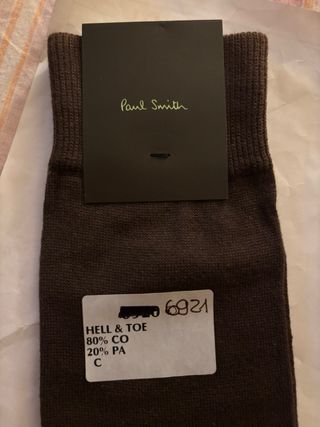 Paul Smith
6921
HELL & TOE
80% CO
20% PA
C